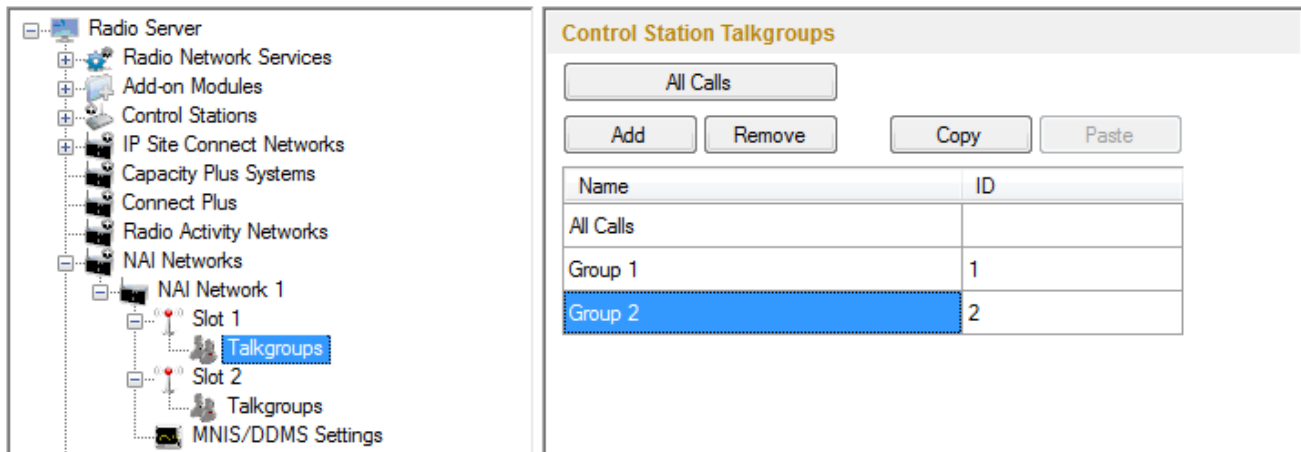 Radio Server
Radio Network Services
Add-on Modules
Control Stations
IP Site Connect Networks
Capacity Plus Systems
Connect Plus
Radio Activity Networks
NAI Networks
NAI Network 1
Slot 1
Talkgroups
Slot 2
Talkgroups
MNIS/DDMS Settings
Control Station Talkgroups
All Calls
Add Remove Copy Paste
Name ID
All Calls
Group 1 1
Group 2 2